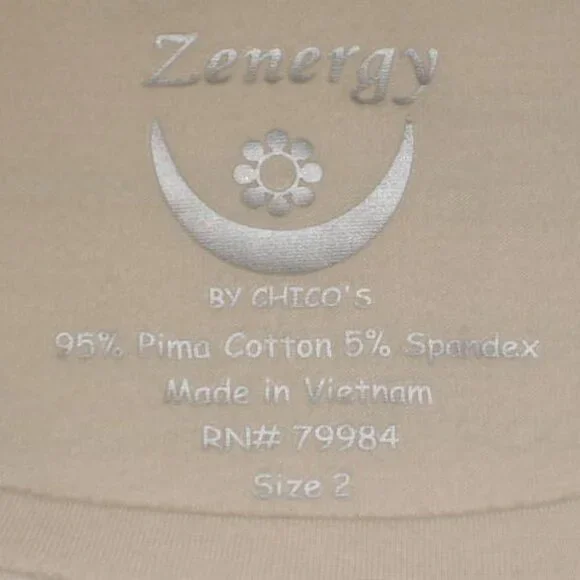 Zenergy
BY CHICO'S
95% Pima Cotton 5% Spandex
Made in Vietnam
RN# 79984
Size 2